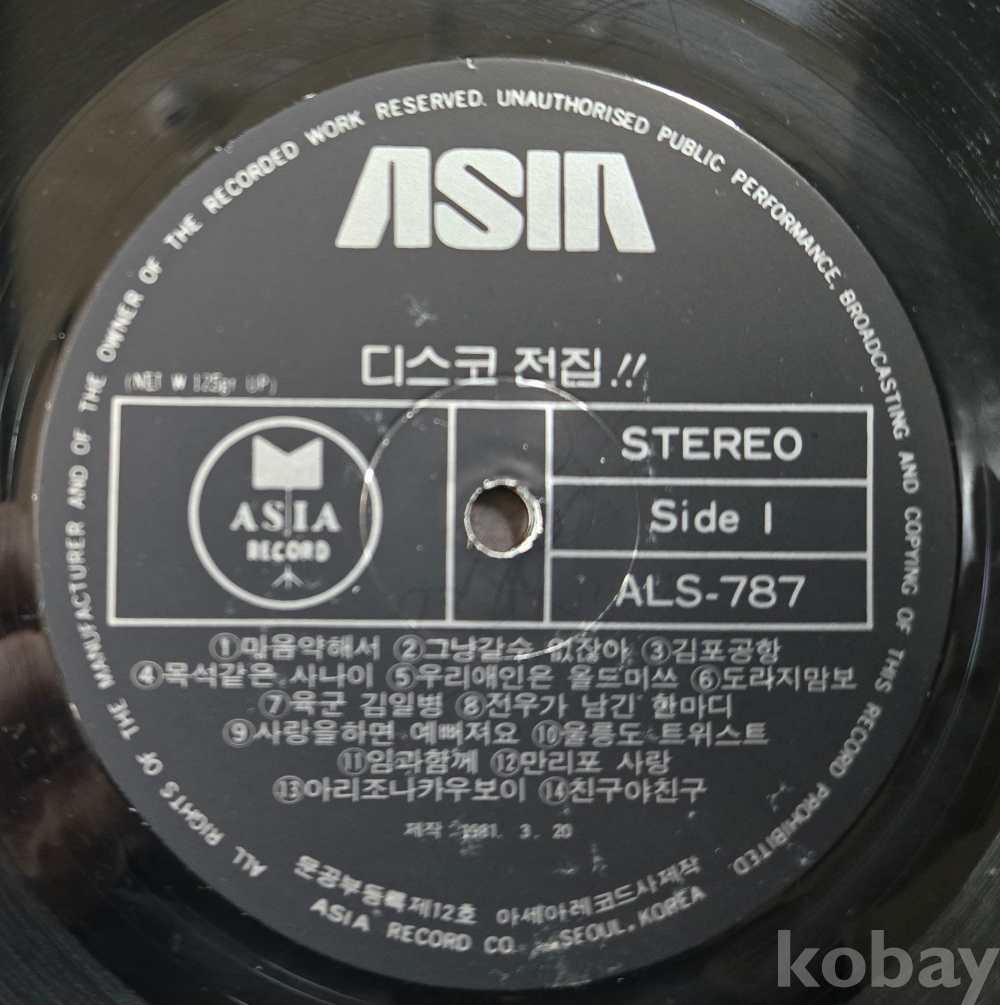 ALL RIGHTS OF THE MANUFACTURER AND OF THE OWNER OF THE RECORDED WORK RESERVED. UNAUTHORISED PUBLIC PERFORMANCE, BROADCASTING AND COPYING OF THIS RECORD PROHIBITED.
ASIA
디스코 전집!!
(NET W 125gr UP)
ASIA
RECORD
STEREO
Side 1
ALS-787
①마음약해서 ②그냥갈수 없잖아 ③김포공항
④목석같은 사나이 ⑤우리애인은 올드미쓰 ⑥도라지맘보
⑦육군 김일병 ⑧전우가 남긴 한마디
⑨사랑을하면 예뻐져요 ⑩울릉도 트위스트
⑪임과함께 ⑫만리포 사랑
⑬아리조나카우보이 ⑭친구야친구
제작 1981. 3. 20
문공부등록제12호 아세아레코드사제작
ASIA RECORD CO. SEOUL, KOREA
kobay